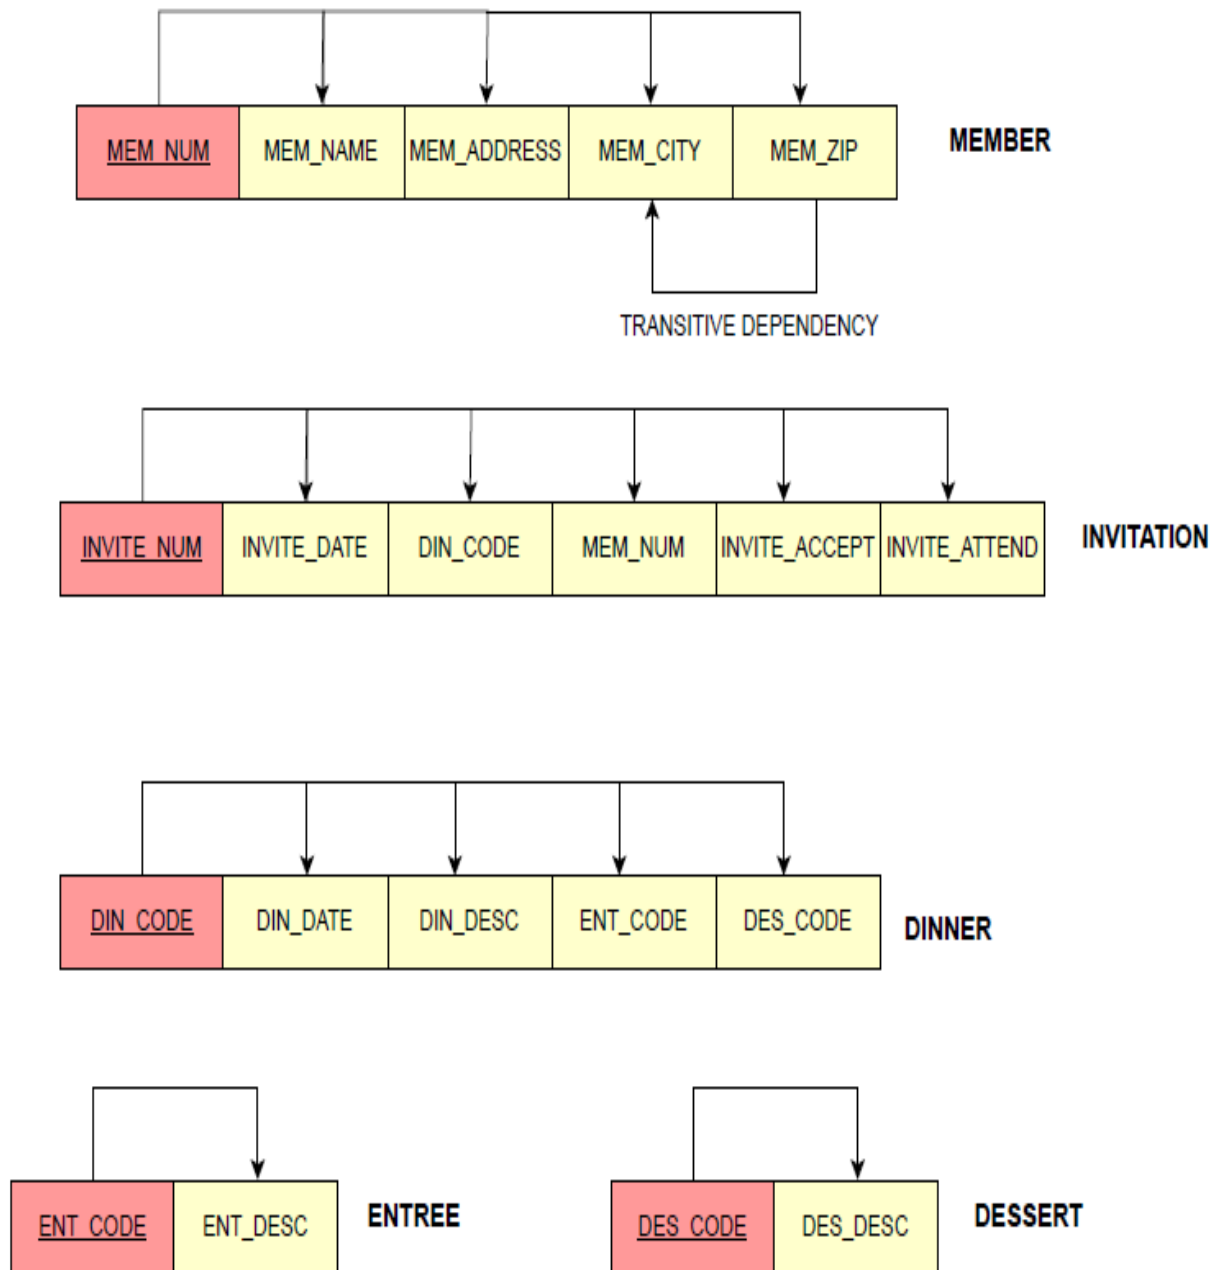 MEM_NUM MEM_NAME MEM_ADDRESS MEM_CITY MEM_ZIP MEMBER
TRANSITIVE DEPENDENCY
INVITE_NUM INVITE_DATE DIN_CODE MEM_NUM INVITE_ACCEPT INVITE_ATTEND INVITATION
DIN_CODE DIN_DATE DIN_DESC ENT_CODE DES_CODE DINNER
ENT_CODE ENT_DESC ENTREE DES_CODE DES_DESC DESSERT